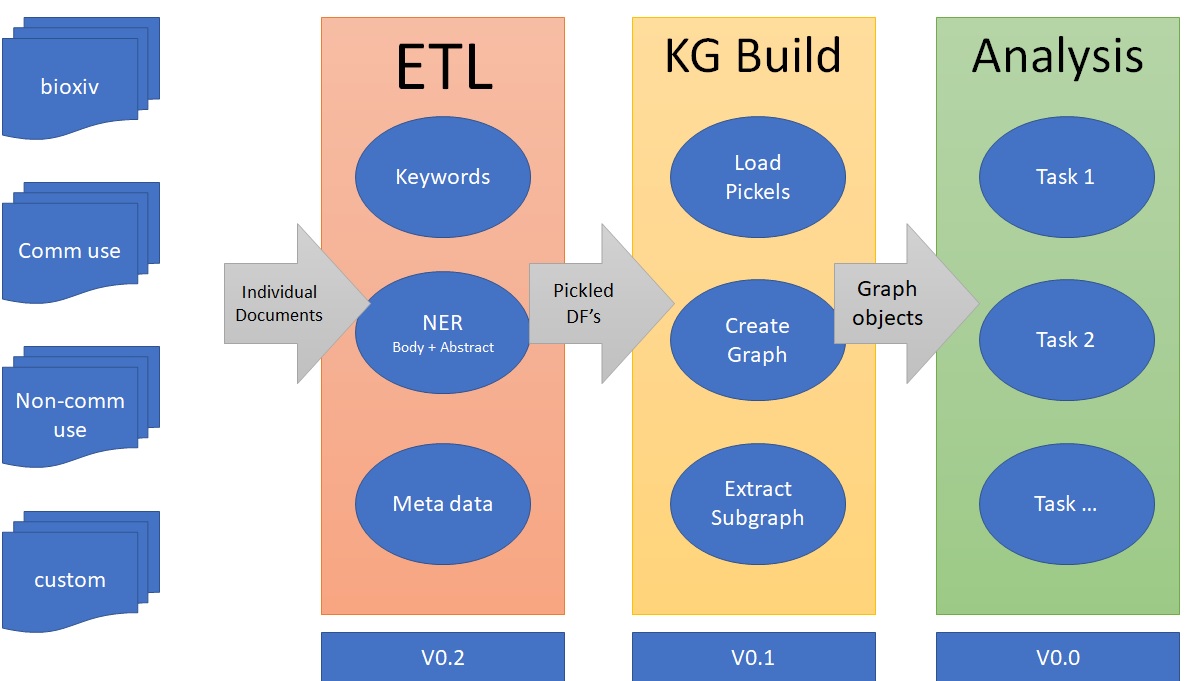 bioxiv
Comm use
Non-comm
use
custom
Individual
Documents
ETL
Keywords
NER
Body + Abstract
Meta data
V0.2
Pickled
DF’s
KG Build
Load
Pickels
Create
Graph
Extract
Subgraph
V0.1
Graph
objects
Analysis
Task 1
Task 2
Task ...
V0.0